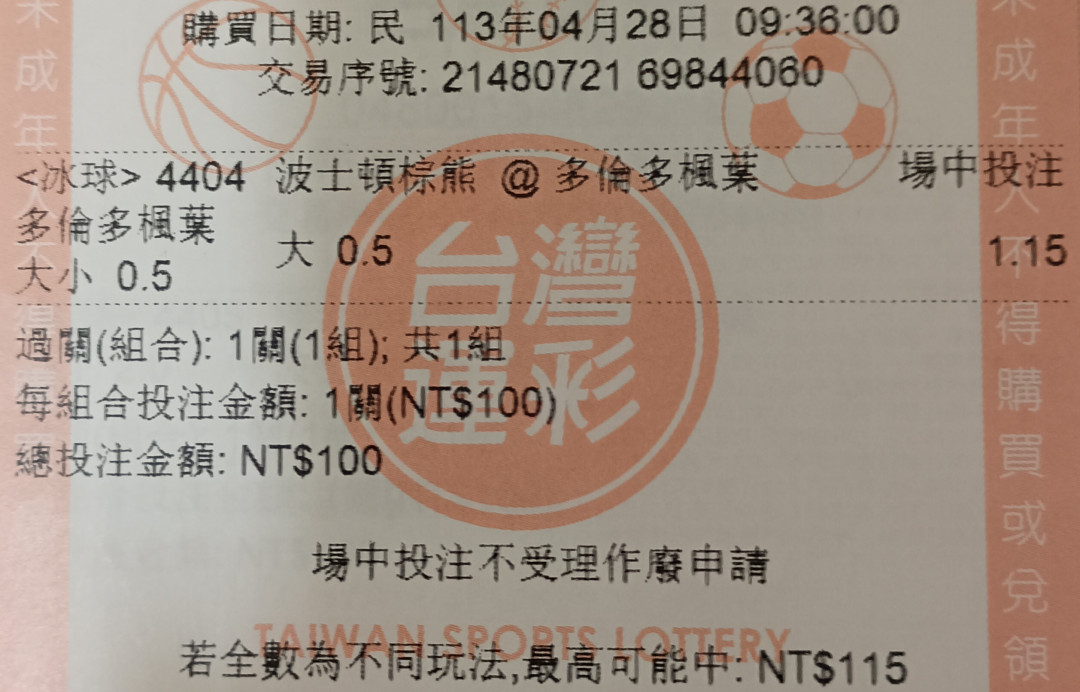 購買日期: 民 113年04月28日 09:36:00
交易序號: 21480721 69844060
<冰球> 4404 波士頓棕熊 @ 多倫多楓葉 場中投注
多倫多楓葉
大小 0.5 大 0.5 1.15
過關(組合): 1關(1組); 共1組
每組合投注金額: 1關(NT$100)
總投注金額: NT$100
場中投注不受理作廢申請
若全數為不同玩法,最高可能中: NT$115
台灣
運彩
TAIWAN SPORTS LOTTERY
未成年
未成年人不得購買或兌領